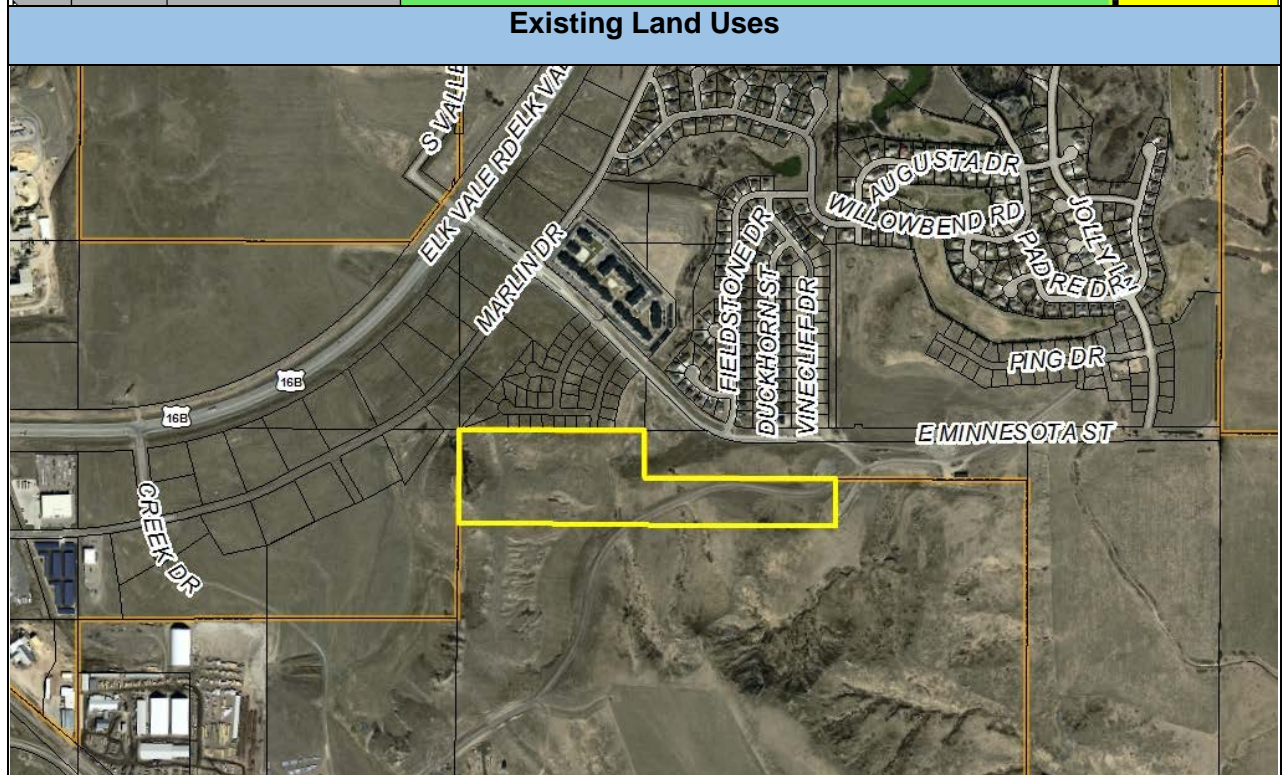 Existing Land Uses
S VALLE
ELK VALE RD ELK VAL
AUGUSTA DR
WILLOWBEND RD
JOLLY LN
PADRE DR
MARLIN DR
FIELDSTONE DR
DUCKHORN ST
VINECLIFF DR
PING DR
16B
16B
E MINNESOTA ST
CREEK DR